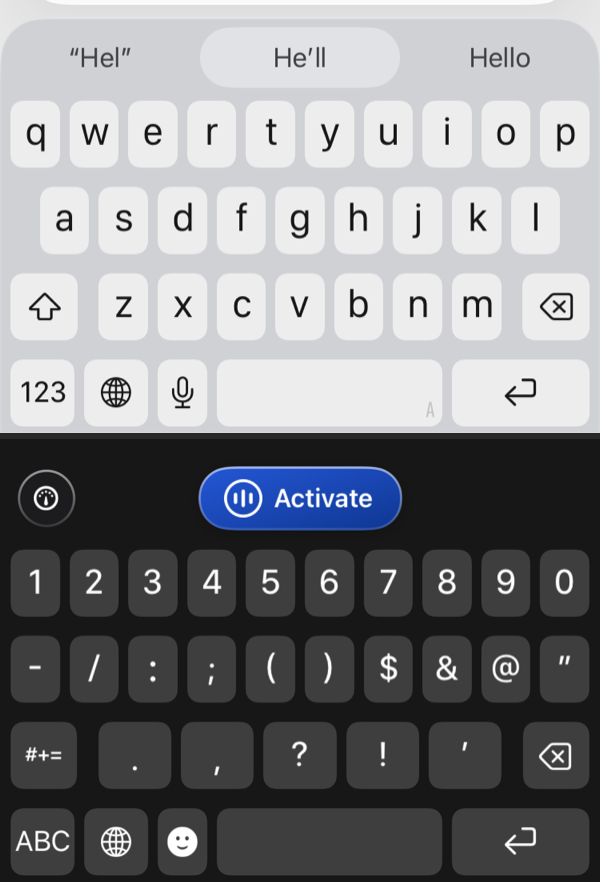 “Hel” He’ll Hello
q w e r t y u i o p
a s d f g h j k l
z x c v b n m
123 A
Activate
1 2 3 4 5 6 7 8 9 0
- / : ; ( ) $ & @ "
#+= . , ? ! '
ABC